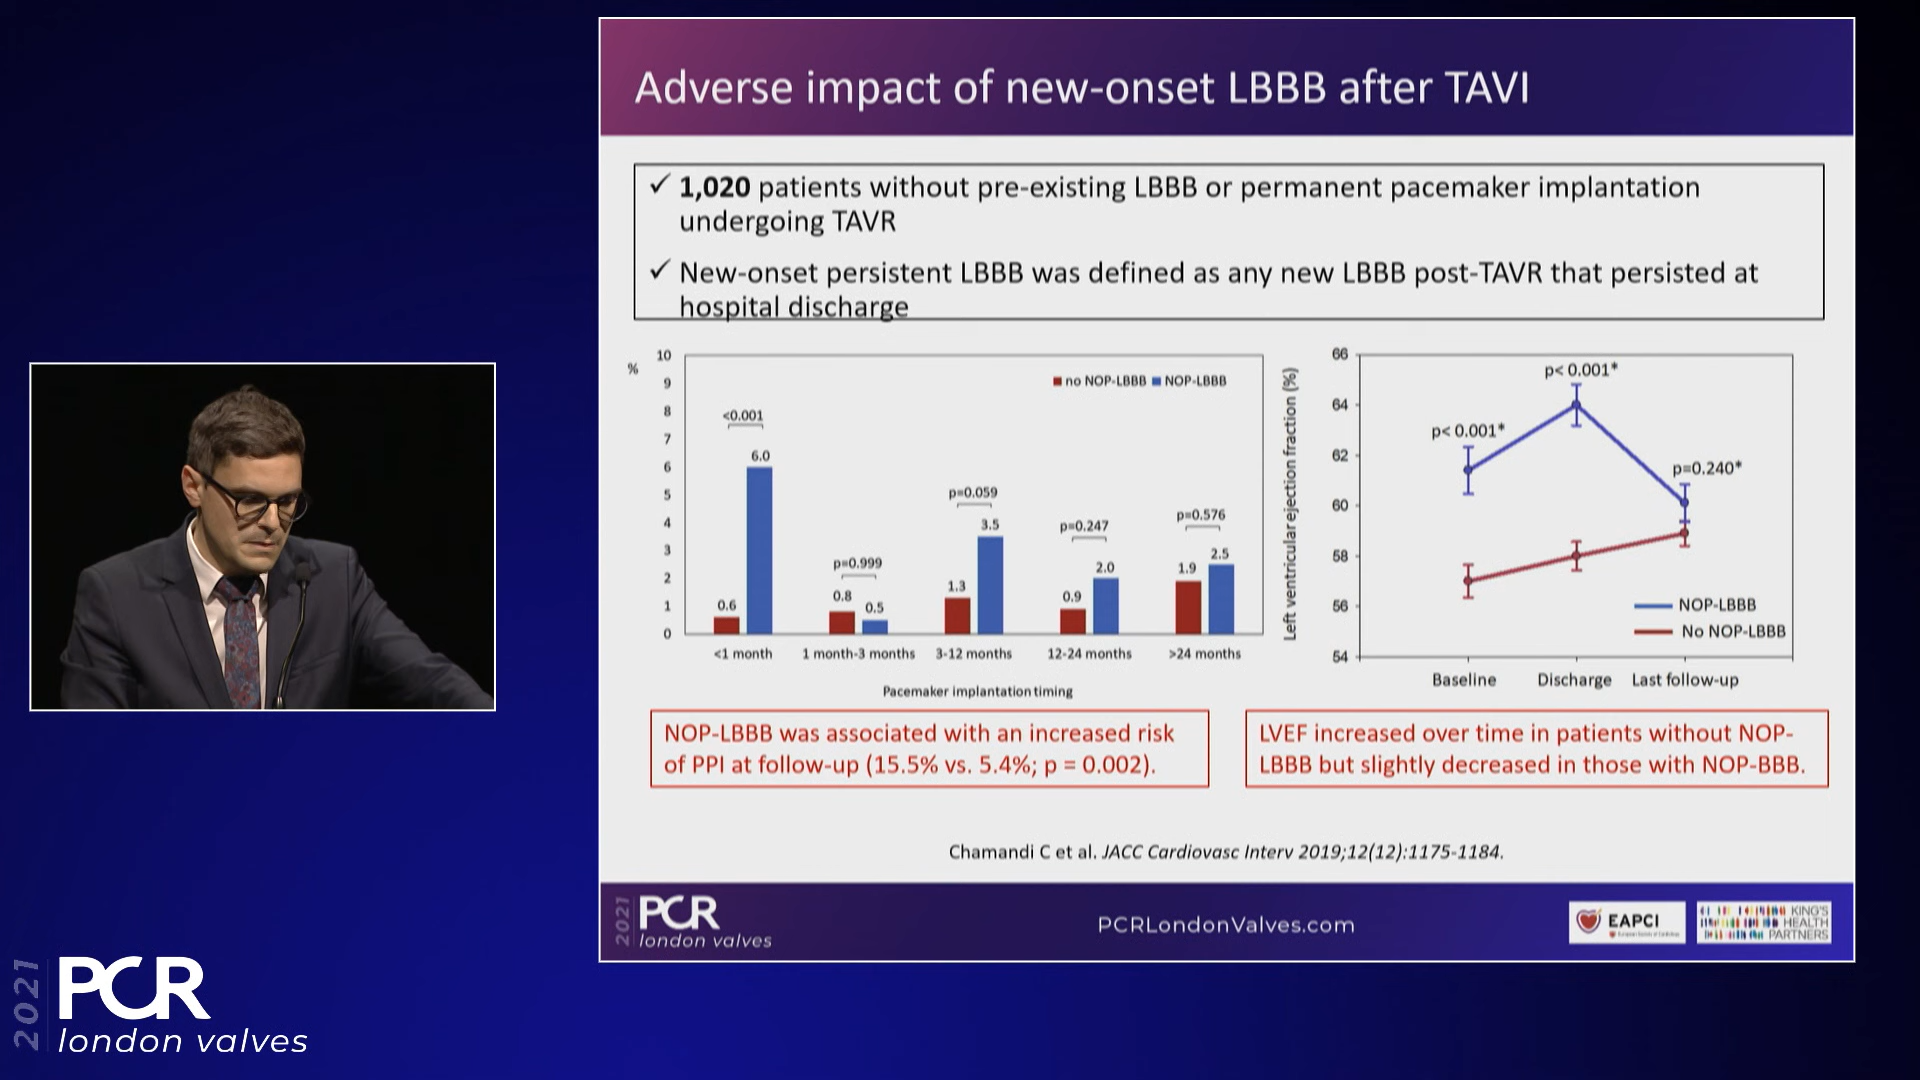 Adverse impact of new-onset LBBB after TAVI
✓ 1,020 patients without pre-existing LBBB or permanent pacemaker implantation
undergoing TAVR
✓ New-onset persistent LBBB was defined as any new LBBB post-TAVR that persisted at
hospital discharge
%
10
9
8
7
6
5
4
3
2
1
0
no NOP-LBBB NOP-LBBB
<0.001
0.6
6.0
p=0.999
0.8
0.5
p=0.059
1.3
3.5
p=0.247
0.9
2.0
p=0.576
1.9
2.5
<1 month 1 month-3 months 3-12 months 12-24 months >24 months
Pacemaker implantation timing
Left ventricular ejection fraction (%)
66
64
62
60
58
56
54
p< 0.001*
p< 0.001*
p=0.240*
NOP-LBBB
No NOP-LBBB
Baseline Discharge Last follow-up
NOP-LBBB was associated with an increased risk
of PPI at follow-up (15.5% vs. 5.4%; p = 0.002).
LVEF increased over time in patients without NOP-
LBBB but slightly decreased in those with NOP-BBB.
Chamandi C et al. JACC Cardiovasc Interv 2019;12(12):1175-1184.
2021
PCR
london valves
PCRLondonValves.com
EAPCI
KING'S
HEALTH
PARTNERS
2021
PCR
london valves